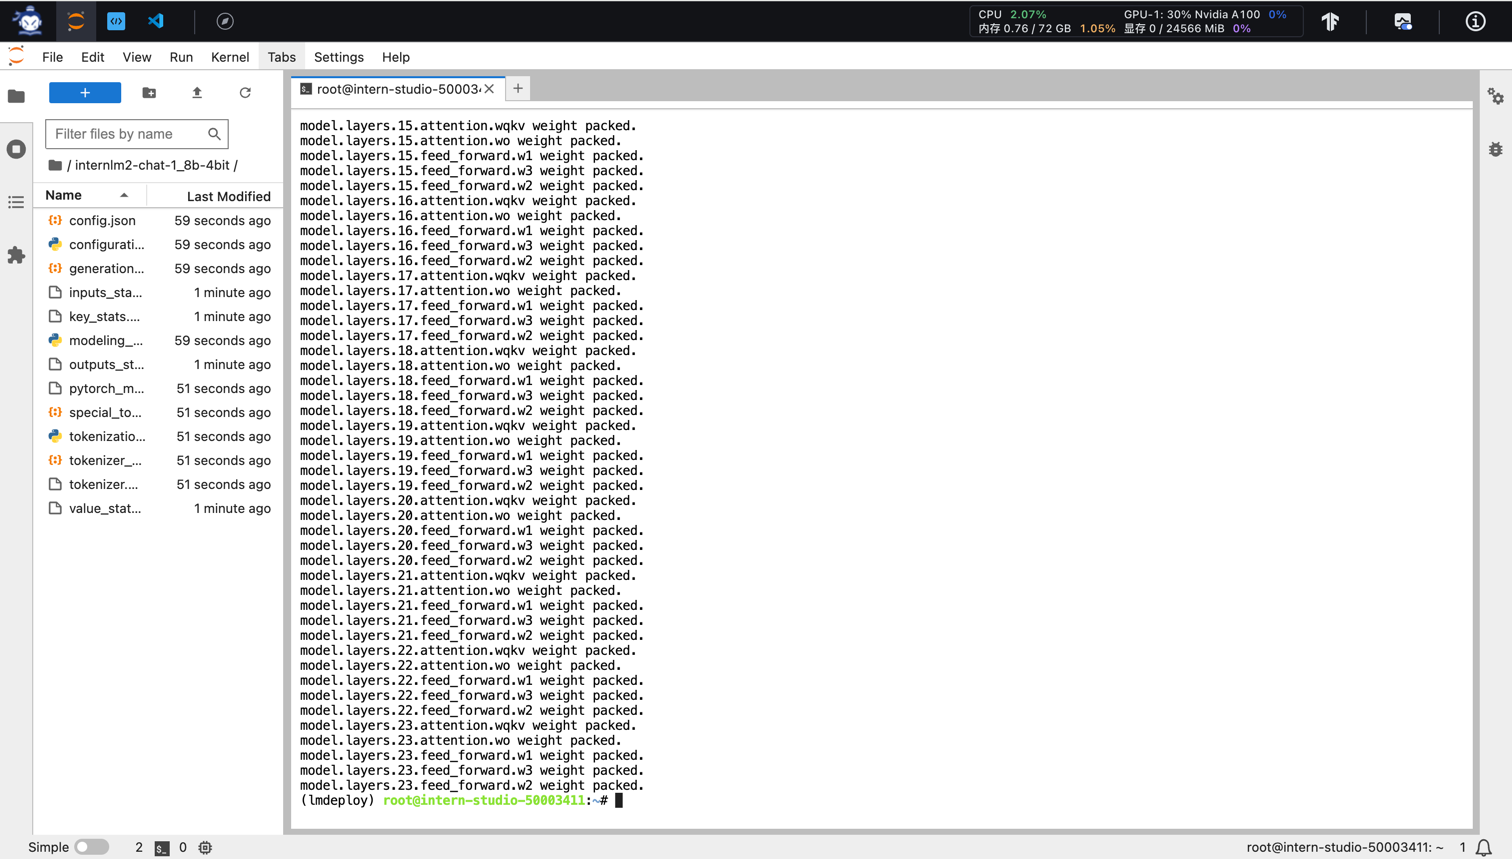 CPU 2.07% GPU-1: 30% Nvidia A100 0%
内存 0.76 / 72 GB 1.05% 显存 0 / 24566 MiB 0%
File Edit View Run Kernel Tabs Settings Help
root@intern-studio-50003
Filter files by name
/ internlm2-chat-1_8b-4bit /
Name Last Modified
config.json 59 seconds ago
configurati... 59 seconds ago
generation... 59 seconds ago
inputs_sta... 1 minute ago
key_stats.... 1 minute ago
modeling_... 59 seconds ago
outputs_st... 1 minute ago
pytorch_m... 51 seconds ago
special_to... 51 seconds ago
tokenizatio... 51 seconds ago
tokenizer_... 51 seconds ago
tokenizer.... 51 seconds ago
value_stat... 1 minute ago
model.layers.15.attention.wqkv weight packed.
model.layers.15.attention.wo weight packed.
model.layers.15.feed_forward.w1 weight packed.
model.layers.15.feed_forward.w3 weight packed.
model.layers.15.feed_forward.w2 weight packed.
model.layers.16.attention.wqkv weight packed.
model.layers.16.attention.wo weight packed.
model.layers.16.feed_forward.w1 weight packed.
model.layers.16.feed_forward.w3 weight packed.
model.layers.16.feed_forward.w2 weight packed.
model.layers.17.attention.wqkv weight packed.
model.layers.17.attention.wo weight packed.
model.layers.17.feed_forward.w1 weight packed.
model.layers.17.feed_forward.w3 weight packed.
model.layers.17.feed_forward.w2 weight packed.
model.layers.18.attention.wqkv weight packed.
model.layers.18.attention.wo weight packed.
model.layers.18.feed_forward.w1 weight packed.
model.layers.18.feed_forward.w3 weight packed.
model.layers.18.feed_forward.w2 weight packed.
model.layers.19.attention.wqkv weight packed.
model.layers.19.attention.wo weight packed.
model.layers.19.feed_forward.w1 weight packed.
model.layers.19.feed_forward.w3 weight packed.
model.layers.19.feed_forward.w2 weight packed.
model.layers.20.attention.wqkv weight packed.
model.layers.20.attention.wo weight packed.
model.layers.20.feed_forward.w1 weight packed.
model.layers.20.feed_forward.w3 weight packed.
model.layers.20.feed_forward.w2 weight packed.
model.layers.21.attention.wqkv weight packed.
model.layers.21.attention.wo weight packed.
model.layers.21.feed_forward.w1 weight packed.
model.layers.21.feed_forward.w3 weight packed.
model.layers.21.feed_forward.w2 weight packed.
model.layers.22.attention.wqkv weight packed.
model.layers.22.attention.wo weight packed.
model.layers.22.feed_forward.w1 weight packed.
model.layers.22.feed_forward.w3 weight packed.
model.layers.22.feed_forward.w2 weight packed.
model.layers.23.attention.wqkv weight packed.
model.layers.23.attention.wo weight packed.
model.layers.23.feed_forward.w1 weight packed.
model.layers.23.feed_forward.w3 weight packed.
model.layers.23.feed_forward.w2 weight packed.
(lmdeploy) root@intern-studio-50003411:~#
Simple 2 0 root@intern-studio-50003411: ~ 1